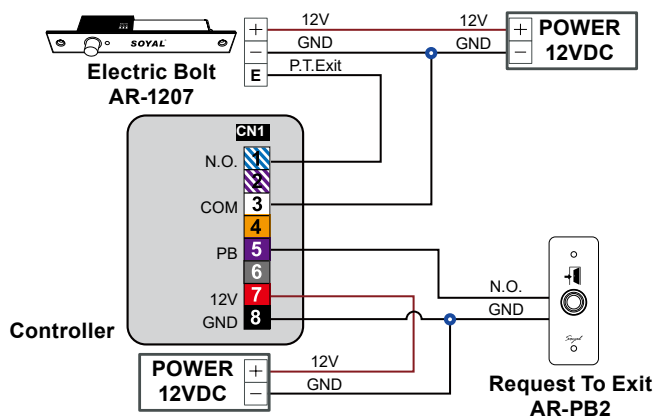 12V
12V
+
+
POWER
12VDC
SOYAL®
−
GND
GND
−
Electric Bolt
AR-1207
E
P.T.Exit
CN1
N.O.
1
2
COM
3
4
PB
5
6
12V
7
GND
8
Controller
N.O.
GND
Soyal
POWER
12VDC
+
12V
−
GND
Request To Exit
AR-PB2